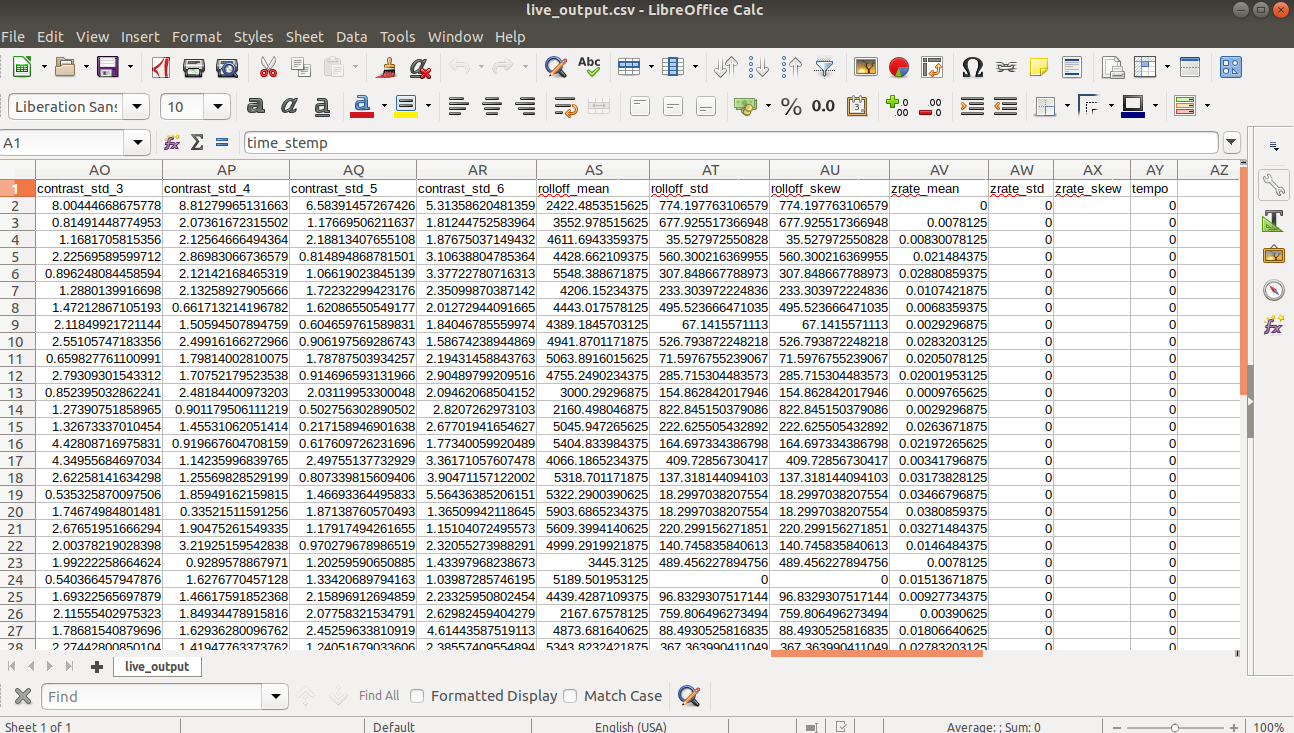 live_output.csv - LibreOffice Calc
File Edit View Insert Format Styles Sheet Data Tools Window Help
Liberation Sans 10
A1 time_stemp
AO AP AQ AR AS AT AU AV AW AX AY AZ
1 contrast_std_3 contrast_std_4 contrast_std_5 contrast_std_6 rolloff_mean rolloff_std rolloff_skew zrate_mean zrate_std zrate_skew tempo
2 8.00444668675778 8.81279965131663 6.58391457267426 5.31358620481359 2422.4853515625 774.197763106579 774.197763106579 0 0 0
3 0.81491448774953 2.07361672315502 1.17669506211637 1.81244752583964 3552.978515625 677.925517366948 677.925517366948 0.0078125 0 0
4 1.1681705815356 2.12564666494364 2.18813407655108 1.87675037149432 4611.6943359375 35.527972550828 35.527972550828 0.00830078125 0 0
5 2.22569589599712 2.86983066736579 0.814894868781501 3.10638804785364 4428.662109375 560.300216369955 560.300216369955 0.021484375 0 0
6 0.896248084458594 2.12142168465319 1.06619023845139 3.37722780716313 5548.388671875 307.848667788973 307.848667788973 0.02880859375 0 0
7 1.2880139916698 2.13258927905666 1.72232299423176 2.35099870387142 4206.15234375 233.303972224836 233.303972224836 0.0107421875 0 0
8 1.47212867105193 0.661713214196782 1.62086550549177 2.01272944091665 4443.017578125 495.523666471035 495.523666471035 0.0068359375 0 0
9 2.11849921721144 1.50594507894759 0.604659761589831 1.84046785559974 4389.1845703125 67.1415571113 67.1415571113 0.0029296875 0 0
10 2.55105747183356 2.49916166272966 0.906197569286743 1.58674238944869 4941.8701171875 526.793872248218 526.793872248218 0.0283203125 0 0
11 0.659827761100991 1.79814002810075 1.78787503934257 2.19431458843763 5063.8916015625 71.5976755239067 71.5976755239067 0.0205078125 0 0
12 2.79309301543312 1.70752179523538 0.914696593131966 2.90489799209516 4755.2490234375 285.715304483573 285.715304483573 0.02001953125 0 0
13 0.852395032862241 2.48184400973203 2.03119953300048 2.09462068504152 3000.29296875 154.862842017946 154.862842017946 0.0009765625 0 0
14 1.27390751858965 0.901179506111219 0.502756302890502 2.8207262973103 2160.498046875 822.845150379086 822.845150379086 0.0029296875 0 0
15 1.32673337010454 1.45531062051414 0.217158946901638 2.67701941654627 5045.947265625 222.625505432892 222.625505432892 0.0263671875 0 0
16 4.42808716975831 0.919667604708159 0.617609726231696 1.77340059920489 5404.833984375 164.697334386798 164.697334386798 0.02197265625 0 0
17 4.34955684697034 1.14235996839765 2.49755137732929 3.36171057607478 4066.1865234375 409.72856730417 409.72856730417 0.00341796875 0 0
18 2.62258141634298 1.25569828529199 0.807339815609406 3.90471157122002 5318.701171875 137.318144094103 137.318144094103 0.03173828125 0 0
19 0.535325870097506 1.85949162159815 1.46693364495833 5.56436385206151 5322.2900390625 18.2997038207554 18.2997038207554 0.03466796875 0 0
20 1.74674984801481 0.33521511591256 1.87138760570493 1.36509942118645 5903.6865234375 18.2997038207554 18.2997038207554 0.0380859375 0 0
21 2.67651951666294 1.90475261549335 1.17917494261655 1.15104072495573 5609.3994140625 220.299156271851 220.299156271851 0.03271484375 0 0
22 2.00378219028398 3.21925159542838 0.970279678986519 2.32055273988291 4999.2919921875 140.745835840613 140.745835840613 0.0146484375 0 0
23 1.99222258664624 0.9289578867971 1.20259590650885 1.43397968238673 3445.3125 489.456227894756 489.456227894756 0.0078125 0 0
24 0.540366457947876 1.6276770457128 1.33420689794163 1.03987285746195 5189.501953125 0 0 0.01513671875 0 0
25 1.69322565697879 1.46617591852368 2.15896912694859 2.23325950802454 4439.4287109375 96.8329307517144 96.8329307517144 0.00927734375 0 0
26 2.11555402975323 1.84934478915816 2.07758321534791 2.62982459404279 2167.67578125 759.806496273494 759.806496273494 0.00390625 0 0
27 1.78681540879696 1.62936280096762 2.45259633810919 4.61443587519113 4873.681640625 88.4930525816835 88.4930525816835 0.01806640625 0 0
28 2.27442800850104 1.41947763373762 1.24051679033606 2.38557409554894 5343.8232421875 367.363990411049 367.363990411049 0.02783203125 0 0
live_output
Find Find All Formatted Display Match Case
Sheet 1 of 1 Default English (USA) Average: ; Sum: 0 100%